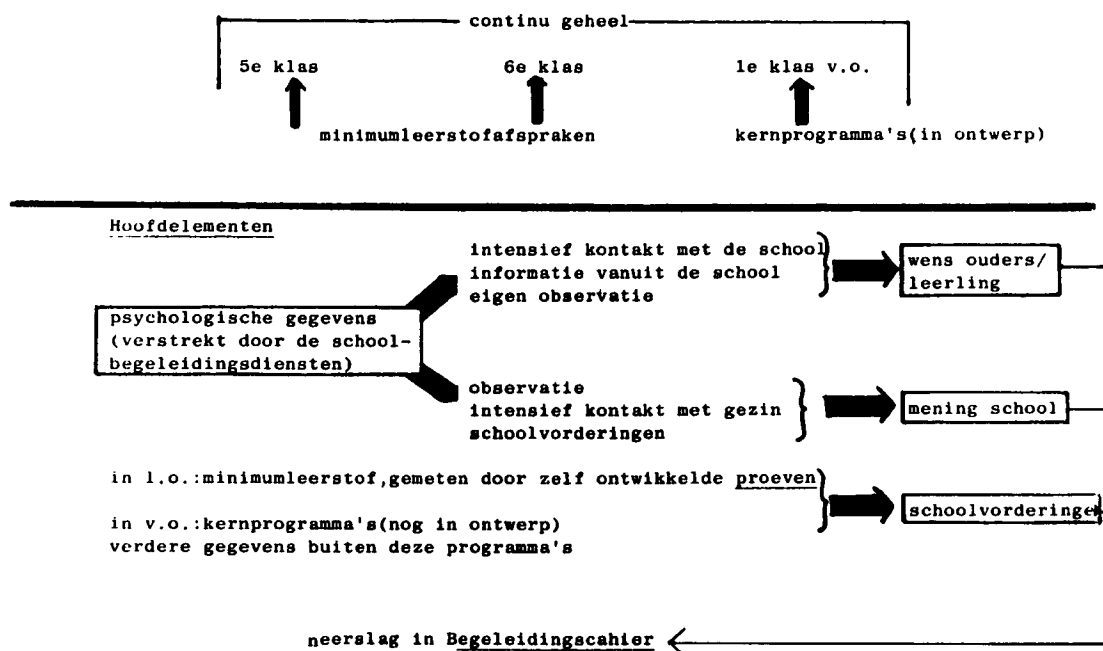 continu geheel
5e klas 6e klas 1e klas v.o.
minimumleerstofafspraken kernprogramma's(in ontwerp)
Hoofdelementen
intensief kontakt met de school
informatie vanuit de school
eigen observatie
wens ouders/
leerling
psychologische gegevens
(verstrekt door de school-
begeleidingsdiensten)
observatie
intensief kontakt met gezin
schoolvorderingen
mening school
in l.o.:minimumleerstof,gemeten door zelf ontwikkelde proeven
in v.o.:kernprogramma's(nog in ontwerp)
verdere gegevens buiten deze programma's
schoolvorderingen
neerslag in Begeleidingscahier